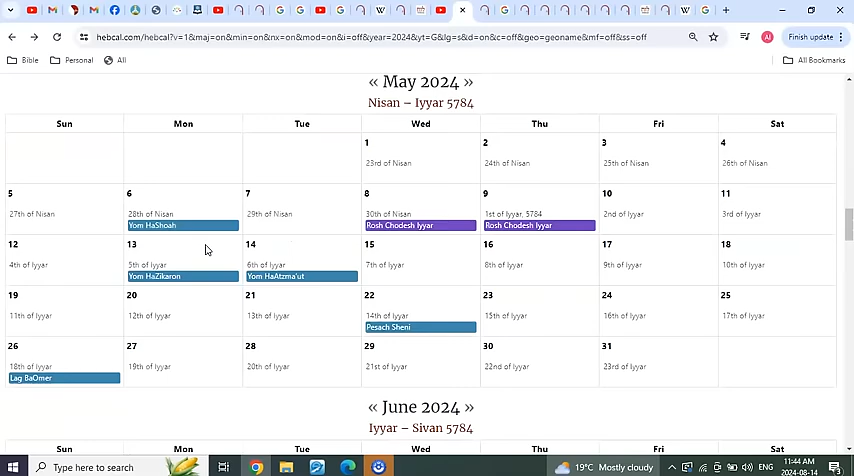 hebcal.com/hebcal?v=1&maj=on&min=on&nx=on&mod=on&i=off&year=2024&yt=G&lg=s&d=on&c=off&geo=geoname&mf=off&ss=off
AJ
Finish update
Bible
Personal
All
All Bookmarks
« May 2024 »
Nisan – Iyyar 5784
Sun Mon Tue Wed Thu Fri Sat
1 2 3 4
23rd of Nisan 24th of Nisan 25th of Nisan 26th of Nisan
5 6 7 8 9 10 11
27th of Nisan 28th of Nisan 29th of Nisan 30th of Nisan 1st of Iyyar, 5784 2nd of Iyyar 3rd of Iyyar
Yom HaShoah Rosh Chodesh Iyyar Rosh Chodesh Iyyar
12 13 14 15 16 17 18
4th of Iyyar 5th of Iyyar 6th of Iyyar 7th of Iyyar 8th of Iyyar 9th of Iyyar 10th of Iyyar
Yom HaZikaron Yom HaAtzma'ut
19 20 21 22 23 24 25
11th of Iyyar 12th of Iyyar 13th of Iyyar 14th of Iyyar 15th of Iyyar 16th of Iyyar 17th of Iyyar
Pesach Sheni
26 27 28 29 30 31
18th of Iyyar 19th of Iyyar 20th of Iyyar 21st of Iyyar 22nd of Iyyar 23rd of Iyyar
Lag BaOmer
« June 2024 »
Iyyar – Sivan 5784
Sun Mon Tue Wed Thu Fri Sat
Type here to search
19°C Mostly cloudy
ENG
11:44 AM
2024-08-14